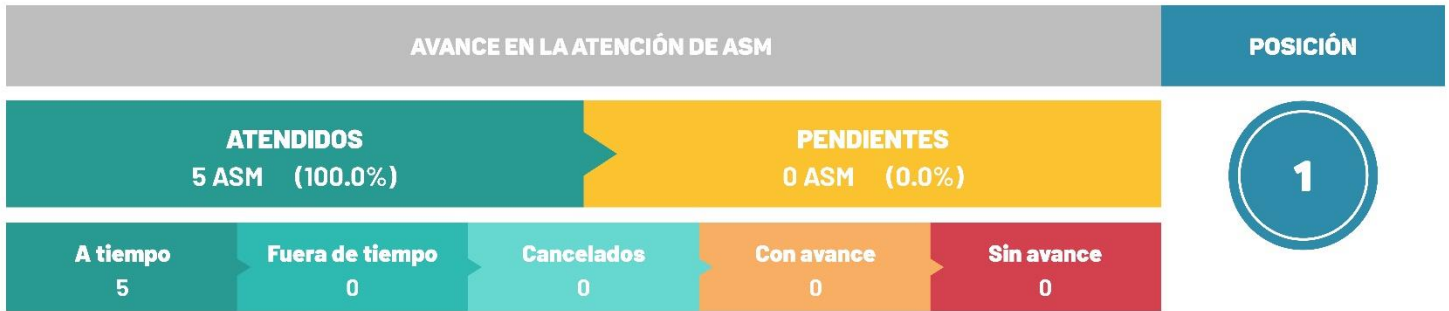 AVANCE EN LA ATENCIÓN DE ASM
POSICIÓN
ATENDIDOS
5 ASM (100.0%)
PENDIENTES
0 ASM (0.0%)
1
A tiempo
5
Fuera de tiempo
0
Cancelados
0
Con avance
0
Sin avance
0